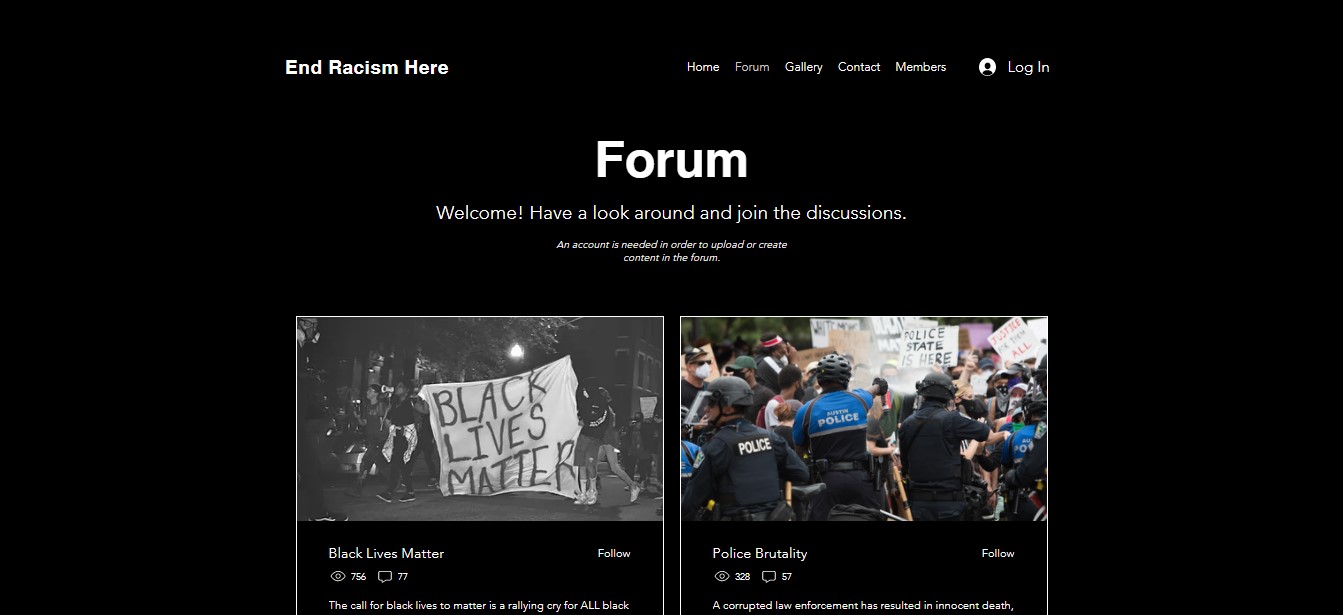 End Racism Here
Home Forum Gallery Contact Members Log In
Forum
Welcome! Have a look around and join the discussions.
An account is needed in order to upload or create
content in the forum.
BLACK
LIVES
MATTER
POLICE
STATE
IS HERE
JUSTICE
FOR THEM
ALL
AUSTIN
POLICE
POLICE
Black Lives Matter Follow
756 77
The call for black lives to matter is a rallying cry for ALL black
Police Brutality Follow
328 57
A corrupted law enforcement has resulted in innocent death,